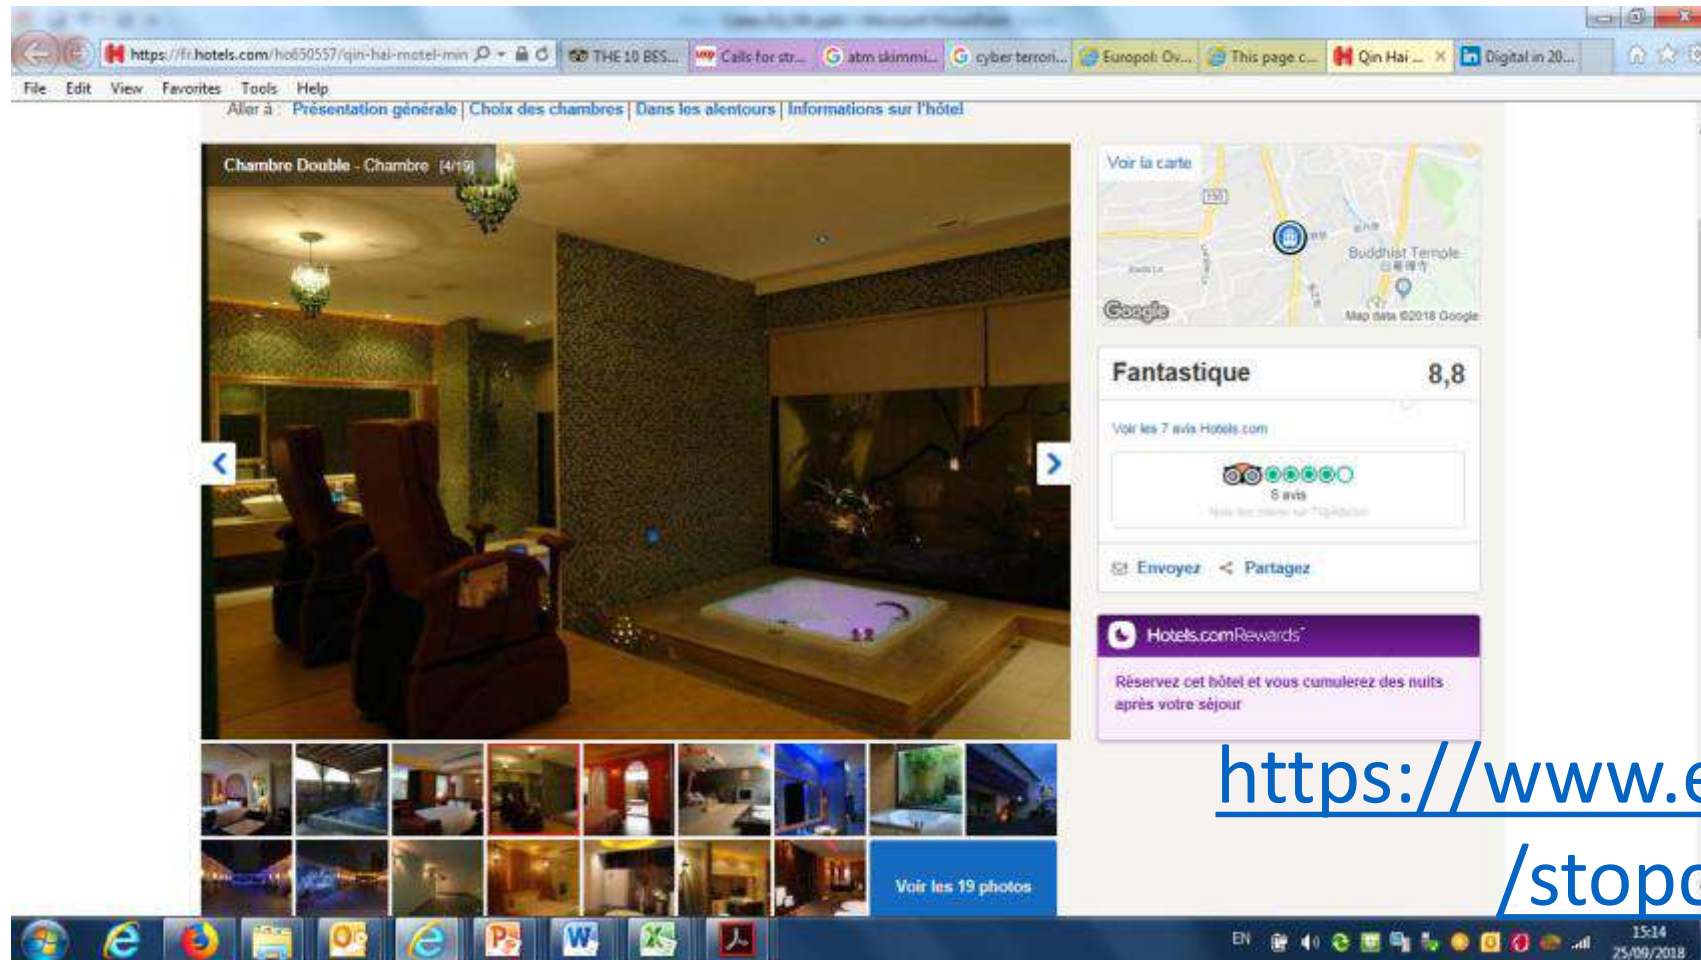 https://fr.hotels.com/ho650557/qin-hai-motel-min
THE 10 BES...
Calls for str...
atm skimmi...
cyber terrori...
Europol: Ov...
This page c...
Qin Hai ...
Digital in 20...
File Edit View Favorites Tools Help
Aller à : Présentation générale | Choix des chambres | Dans les alentours | Informations sur l'hôtel
Chambre Double - Chambre [4/19]
Voir la carte
150
Buddhist Temple
Google
Map data ©2018 Google
Fantastique 8,8
Voir les 7 avis Hotels.com
6 avis
Hotels.com Rewards
Envoyez Partagez
Réservez cet hôtel et vous cumulerez des nuits
après votre séjour
Voir les 19 photos
https://www.e
/stopc
EN
15:14
25/09/2018